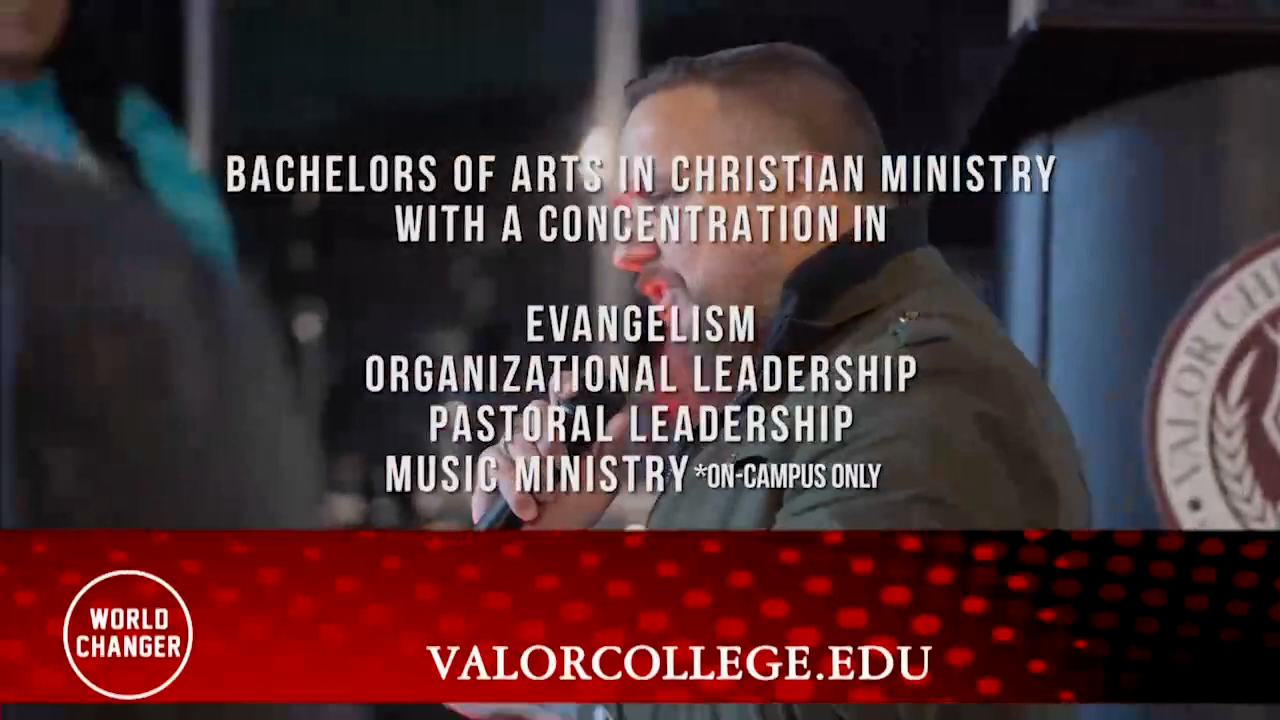 BACHELORS OF ARTS IN CHRISTIAN MINISTRY
WITH A CONCENTRATION IN
EVANGELISM
ORGANIZATIONAL LEADERSHIP
PASTORAL LEADERSHIP
MUSIC MINISTRY *ON-CAMPUS ONLY
VALOR
WORLD
CHANGER
VALORCOLLEGE.EDU